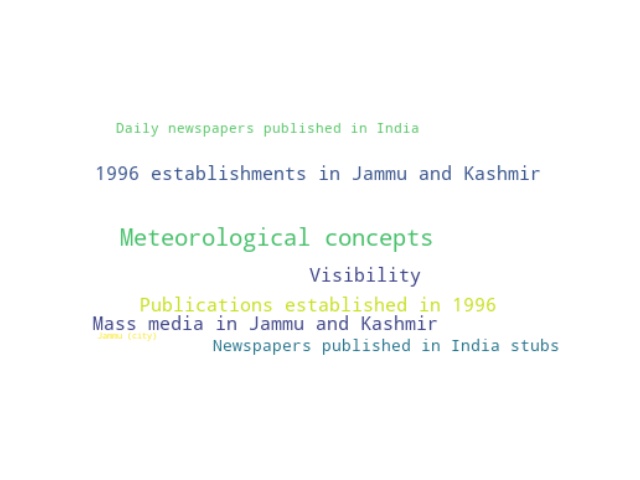 Daily newspapers published in India
1996 establishments in Jammu and Kashmir
Meteorological concepts
Visibility
Publications established in 1996
Mass media in Jammu and Kashmir
Jammu (city)
Newspapers published in India stubs